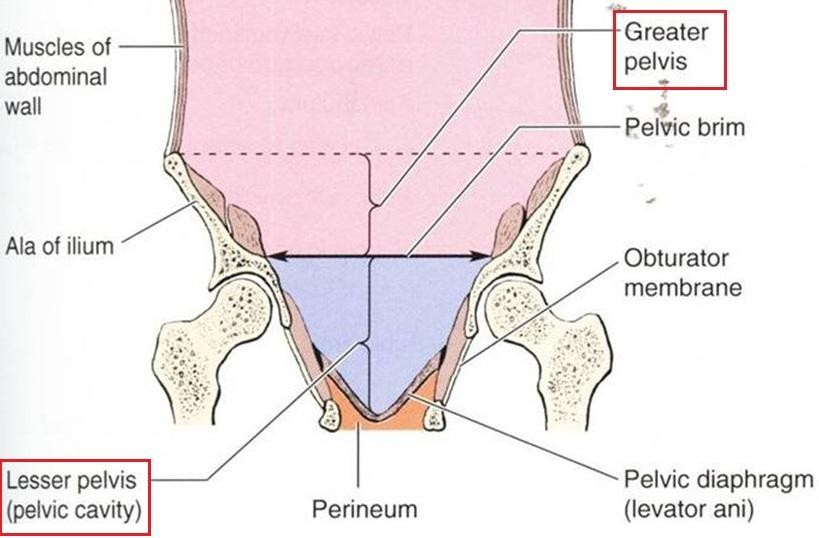 Muscles of
abdominal
wall
Greater
pelvis
Pelvic brim
Ala of ilium
Obturator
membrane
Lesser pelvis
(pelvic cavity)
Perineum
Pelvic diaphragm
(levator ani)